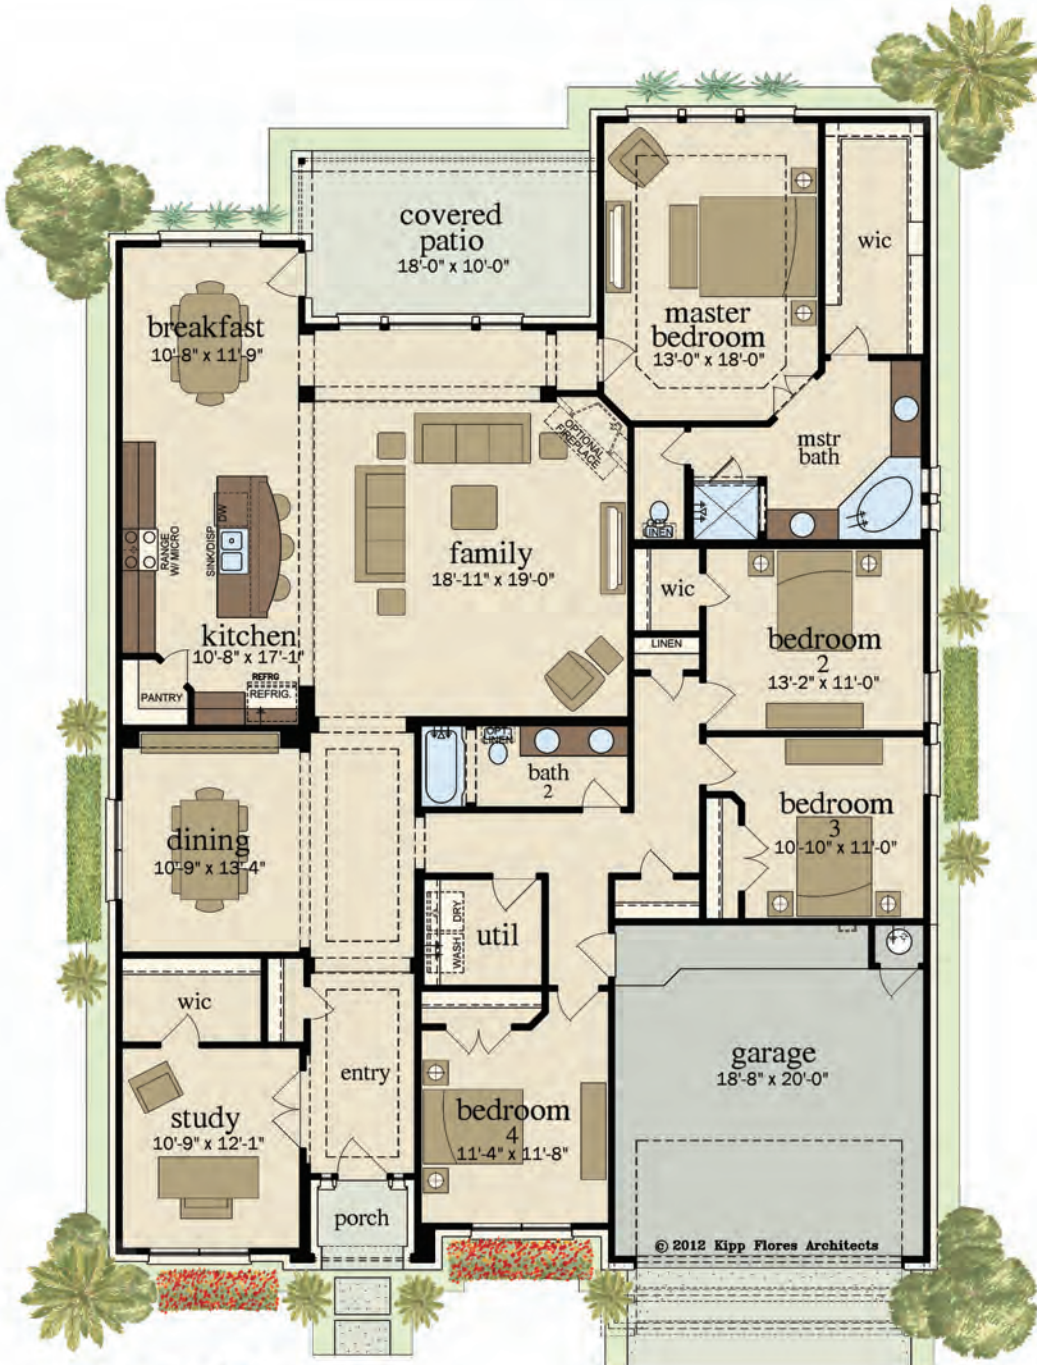 covered
patio
18'-0" x 10'-0"
wic
breakfast
10'-8" x 11'-9"
master
bedroom
13'-0" x 18'-0"
OPTIONAL
FIREPLACE
mstr
bath
DW
SINK/DISP
RANGE
W/ MICRO
OPT.
LINEN
family
18'-11" x 19'-0"
wic
kitchen
10'-8" x 17'-1"
LINEN
bedroom
2
13'-2" x 11'-0"
REFRG
REFRIG.
PANTRY
OPT.
LINEN
bath
2
bedroom
3
10'-10" x 11'-0"
dining
10'-9" x 13'-4"
WASH
DRY
util
wic
entry
garage
18'-8" x 20'-0"
study
10'-9" x 12'-1"
bedroom
4
11'-4" x 11'-8"
porch
© 2012 Kipp Flores Architects